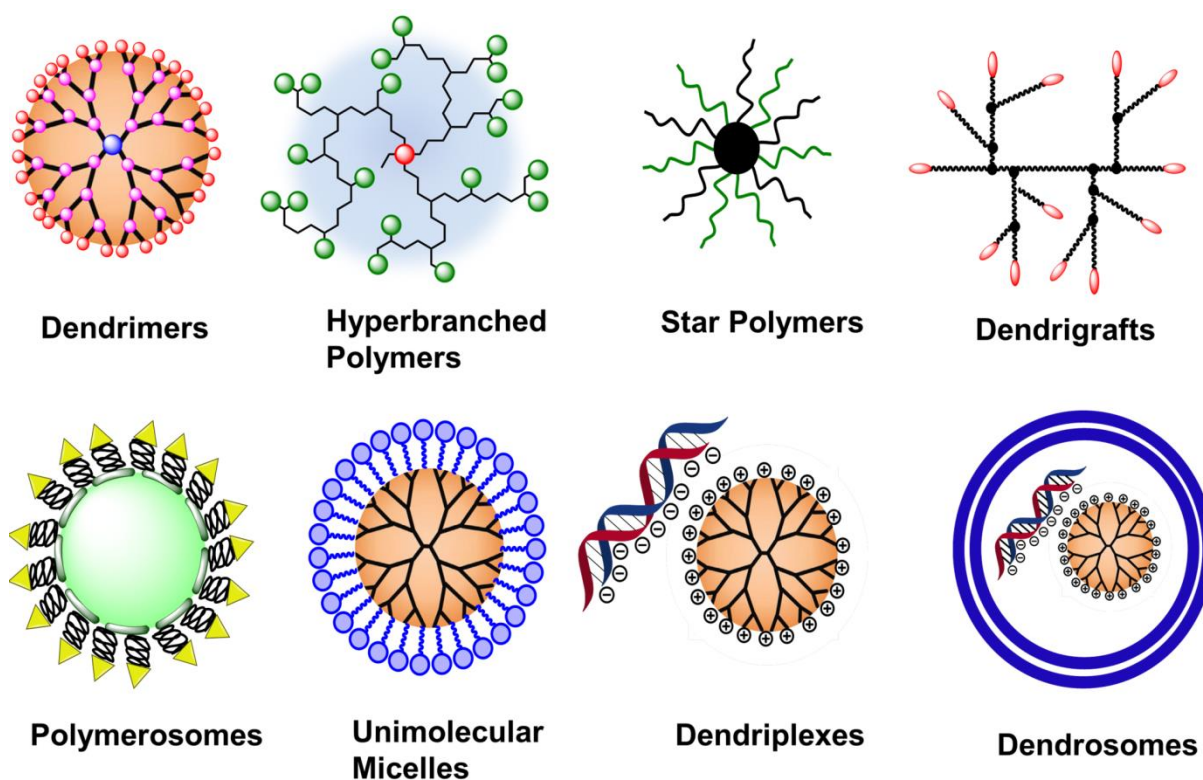 Dendrimers
Hyperbranched
Polymers
Star Polymers
Dendrigrafts
Polymerosomes
Unimolecular
Micelles
Dendriplexes
Dendrosomes